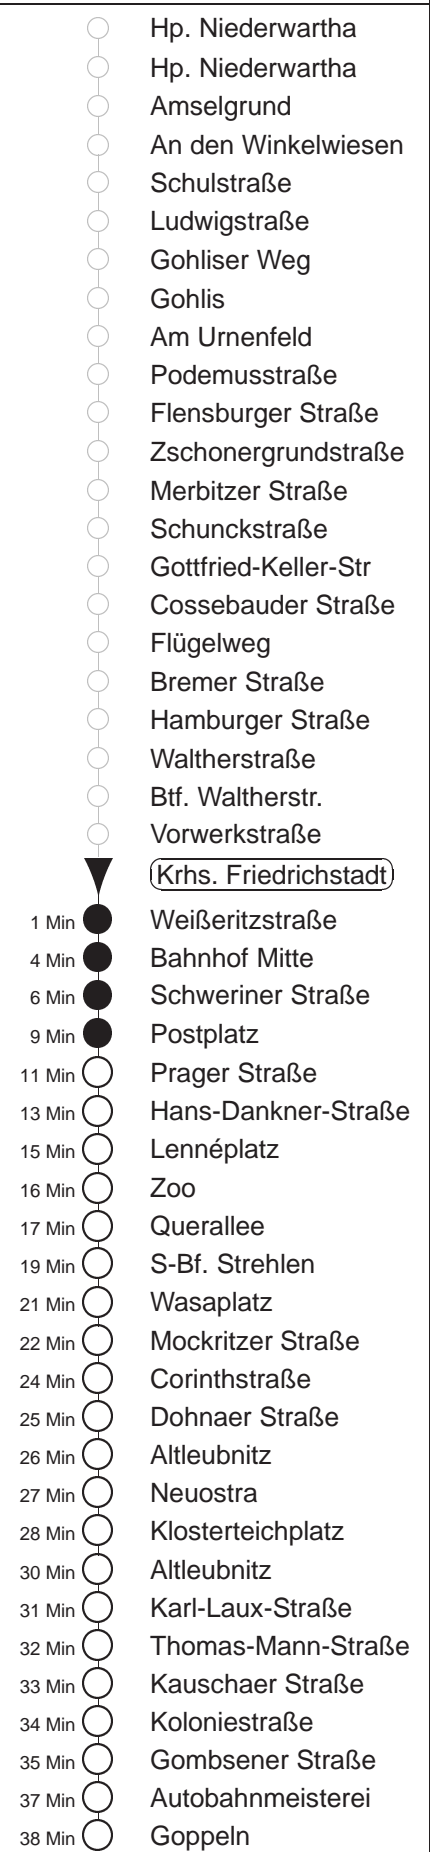 Hp. Niederwartha
Hp. Niederwartha
Amselgrund
An den Winkelwiesen
Schulstraße
Ludwigstraße
Gohliser Weg
Gohlis
Am Urnenfeld
Podemusstraße
Flensburger Straße
Zschonergrundstraße
Merbitzer Straße
Schunckstraße
Gottfried-Keller-Str
Cossebauder Straße
Flügelweg
Bremer Straße
Hamburger Straße
Waltherstraße
Btf. Waltherstr.
Vorwerkstraße
Krhs. Friedrichstadt
1 Min Weißeritzstraße
4 Min Bahnhof Mitte
6 Min Schweriner Straße
9 Min Postplatz
11 Min Prager Straße
13 Min Hans-Dankner-Straße
15 Min Lennéplatz
16 Min Zoo
17 Min Querallee
19 Min S-Bf. Strehlen
21 Min Wasaplatz
22 Min Mockritzer Straße
24 Min Corinthstraße
25 Min Dohnaer Straße
26 Min Altleubnitz
27 Min Neuostra
28 Min Klosterteichplatz
30 Min Altleubnitz
31 Min Karl-Laux-Straße
32 Min Thomas-Mann-Straße
33 Min Kauschaer Straße
34 Min Koloniestraße
35 Min Gombsener Straße
37 Min Autobahnmeisterei
38 Min Goppeln